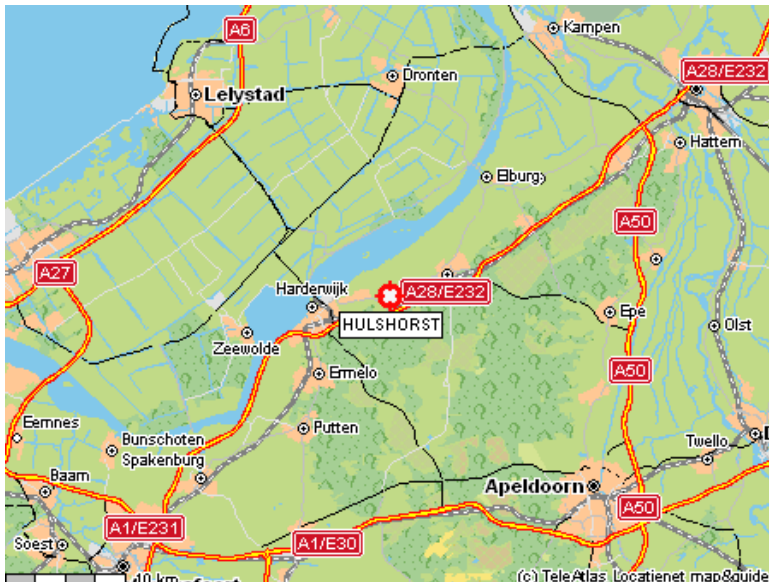 A6
Kampen
Dronten
A28/E232
Lelystad
Hattem
Elburg
A50
A27
Harderwijk
A28/E232
Epe
HULSHORST
Olst
Zeewolde
Ermelo
A50
Eemnes
Putten
Bunschoten
Spakenburg
Twello
Baarn
Apeldoorn
A50
A1/E231
Soest
A1/E30
10 km
(c) TeleAtlas Locatienet map&guide